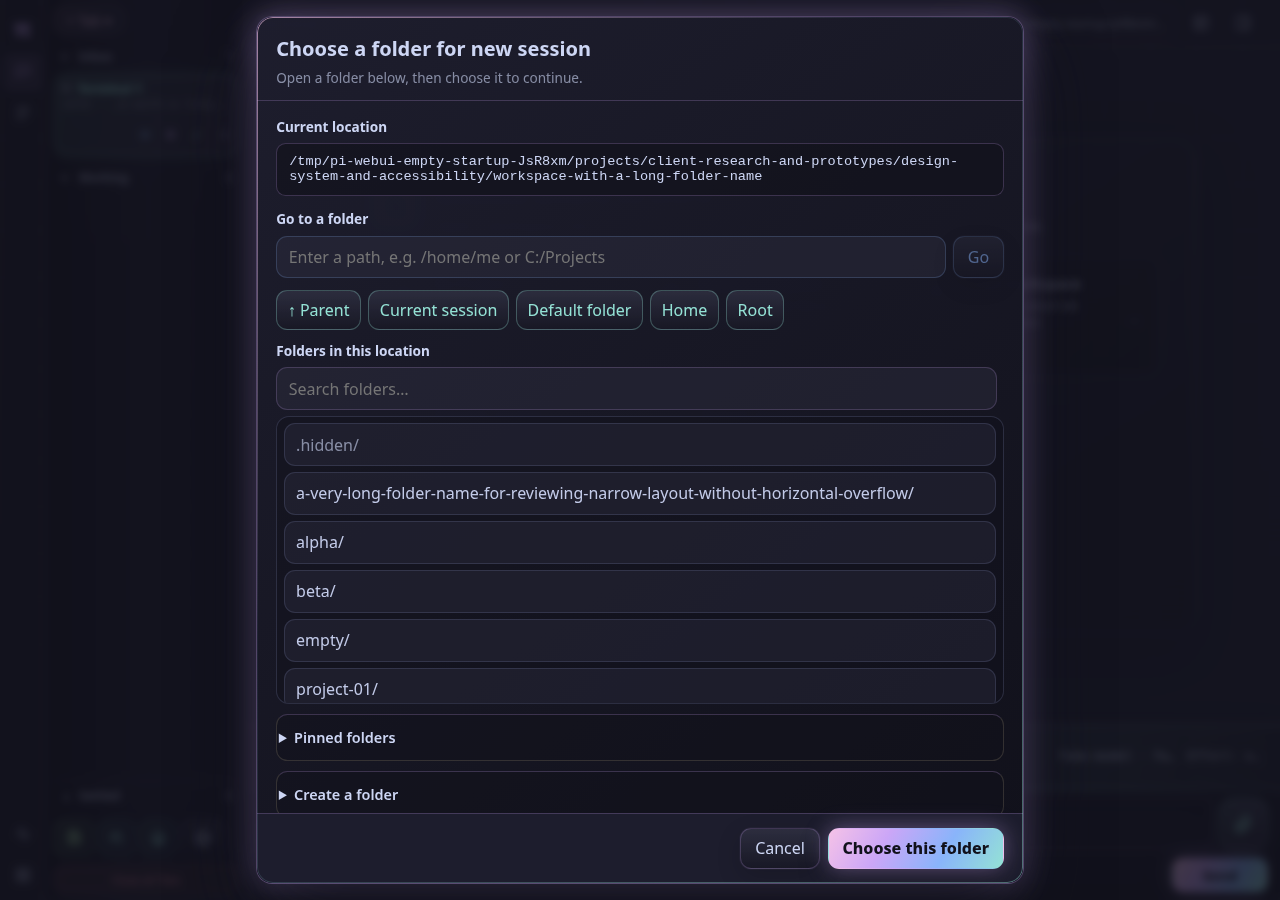 Choose a folder for new session
Open a folder below, then choose it to continue.
Current location
/tmp/pi-webui-empty-startup-JsR8xm/projects/client-research-and-prototypes/design-
system-and-accessibility/workspace-with-a-long-folder-name
Go to a folder
Enter a path, e.g. /home/me or C:/Projects
Go
↑ Parent
Current session
Default folder
Home
Root
Folders in this location
Search folders...
.hidden/
a-very-long-folder-name-for-reviewing-narrow-layout-without-horizontal-overflow/
alpha/
beta/
empty/
project-01/
Pinned folders
Create a folder
Cancel
Choose this folder